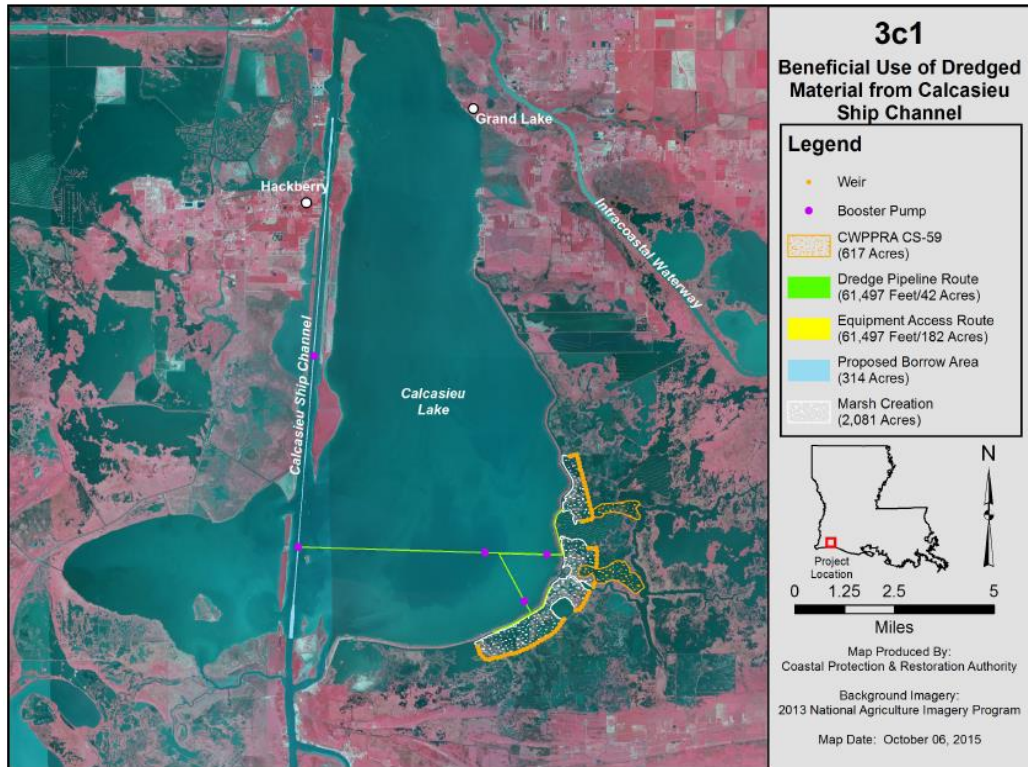 3c1
Beneficial Use of Dredged
Material from Calcasieu
Ship Channel
Legend
Weir
Booster Pump
CWPPRA CS-59
(617 Acres)
Dredge Pipeline Route
(61,497 Feet/42 Acres)
Equipment Access Route
(61,497 Feet/182 Acres)
Proposed Borrow Area
(314 Acres)
Marsh Creation
(2,081 Acres)
Project
Location
N
0 1.25 2.5 5
Miles
Map Produced By:
Coastal Protection & Restoration Authority
Background Imagery:
2013 National Agriculture Imagery Program
Map Date: October 06, 2015
Grand Lake
Hackberry
Intracoastal Waterway
Calcasieu Ship Channel
Calcasieu
Lake